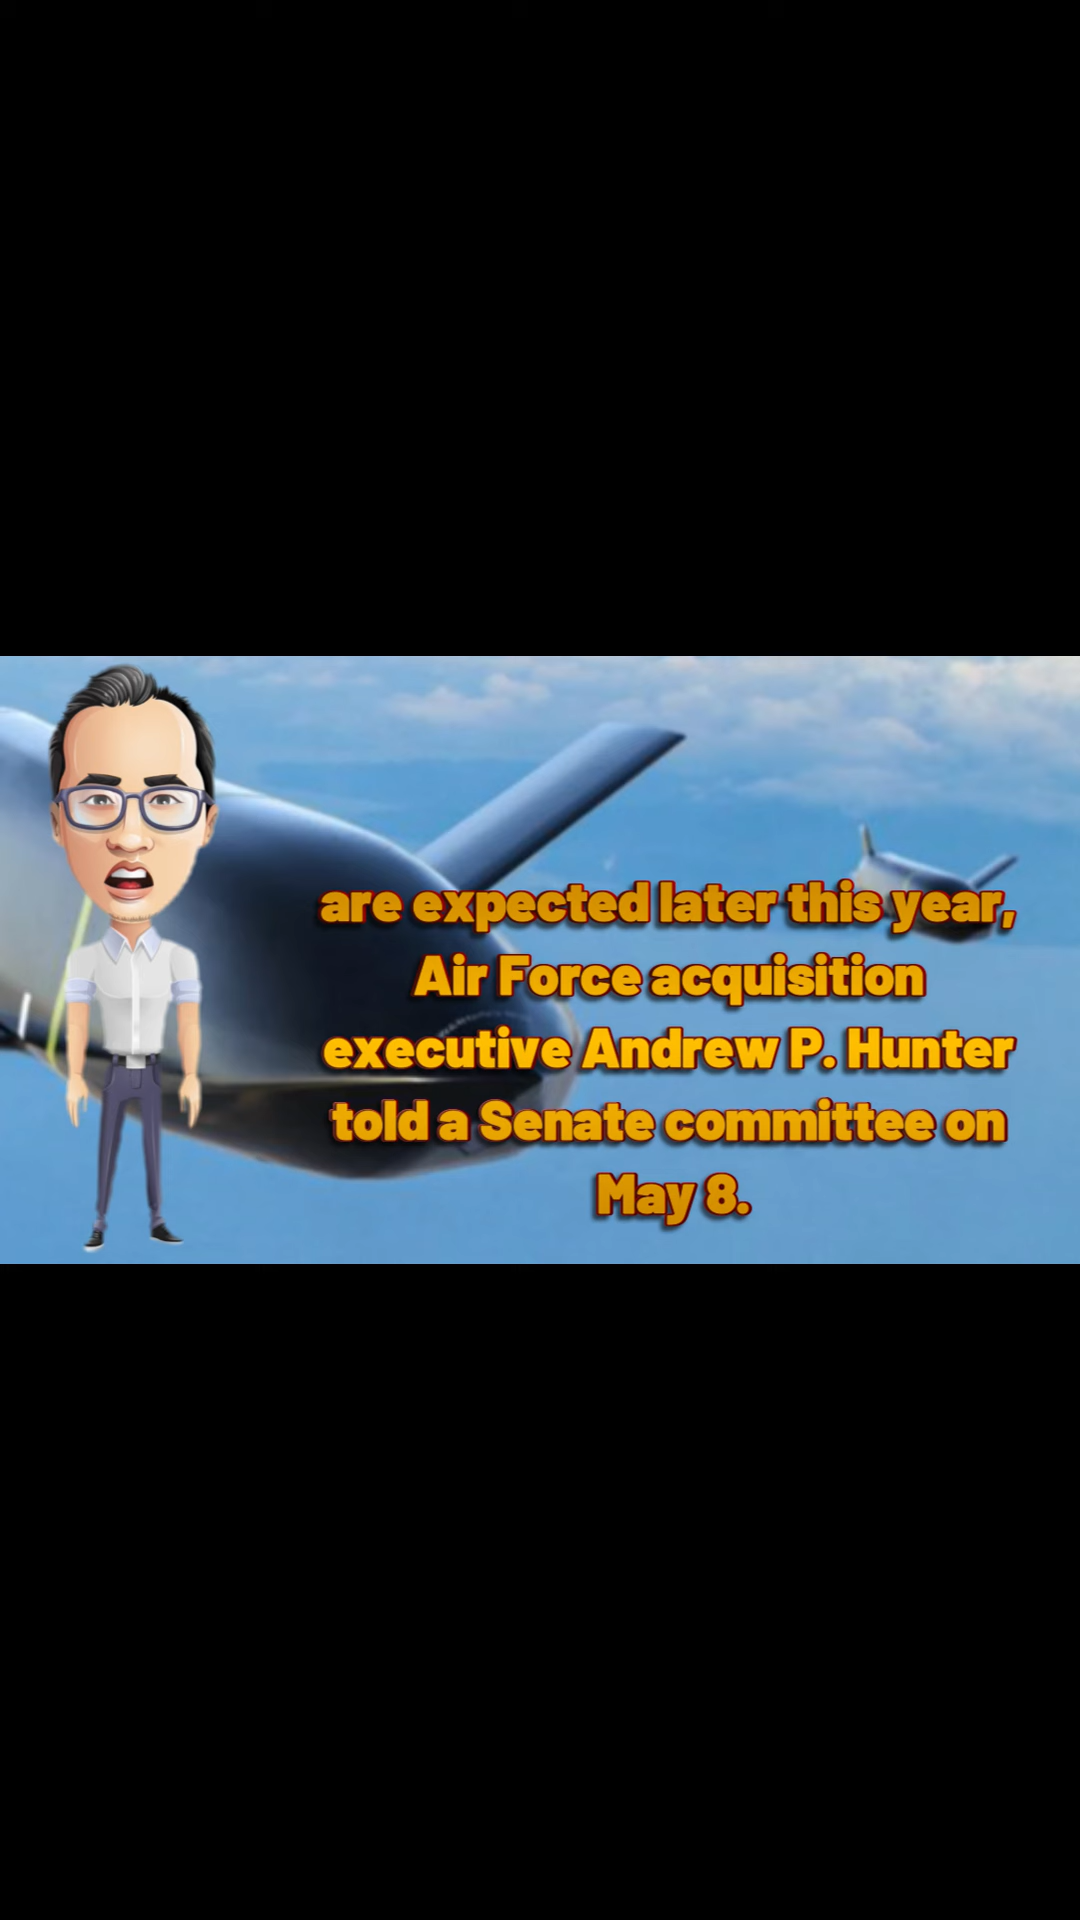 are expected later this year,
Air Force acquisition
executive Andrew P. Hunter
told a Senate committee on
May 8.